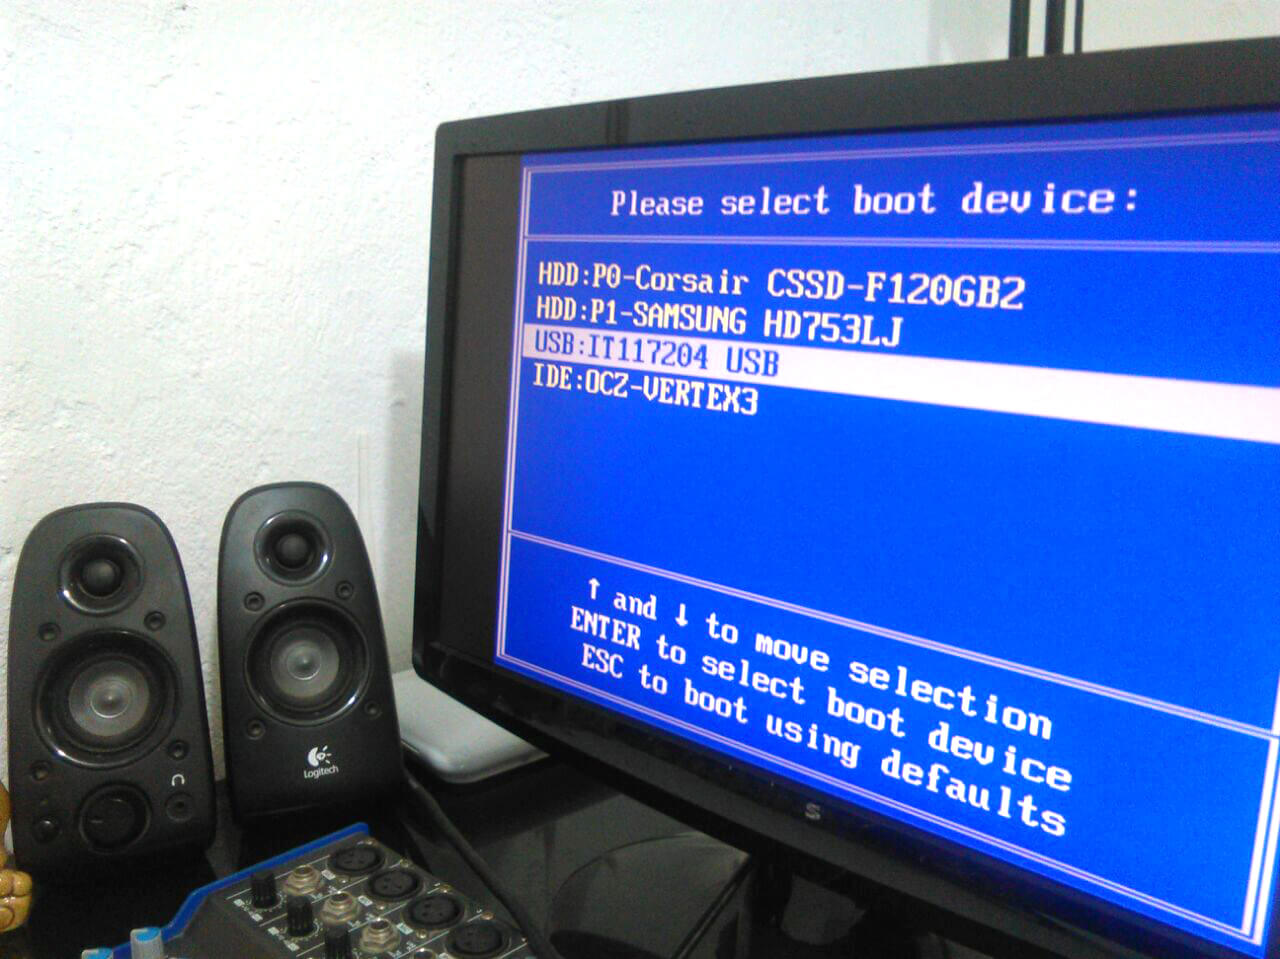 Please select boot device:
HDD:P0-Corsair CSSD-F120GB2
HDD:P1-SAMSUNG HD753LJ
USB:IT117204 USB
IDE:OCZ-VERTEX3
↑ and ↓ to move selection
ENTER to select boot device
ESC to boot using defaults
Logitech
S